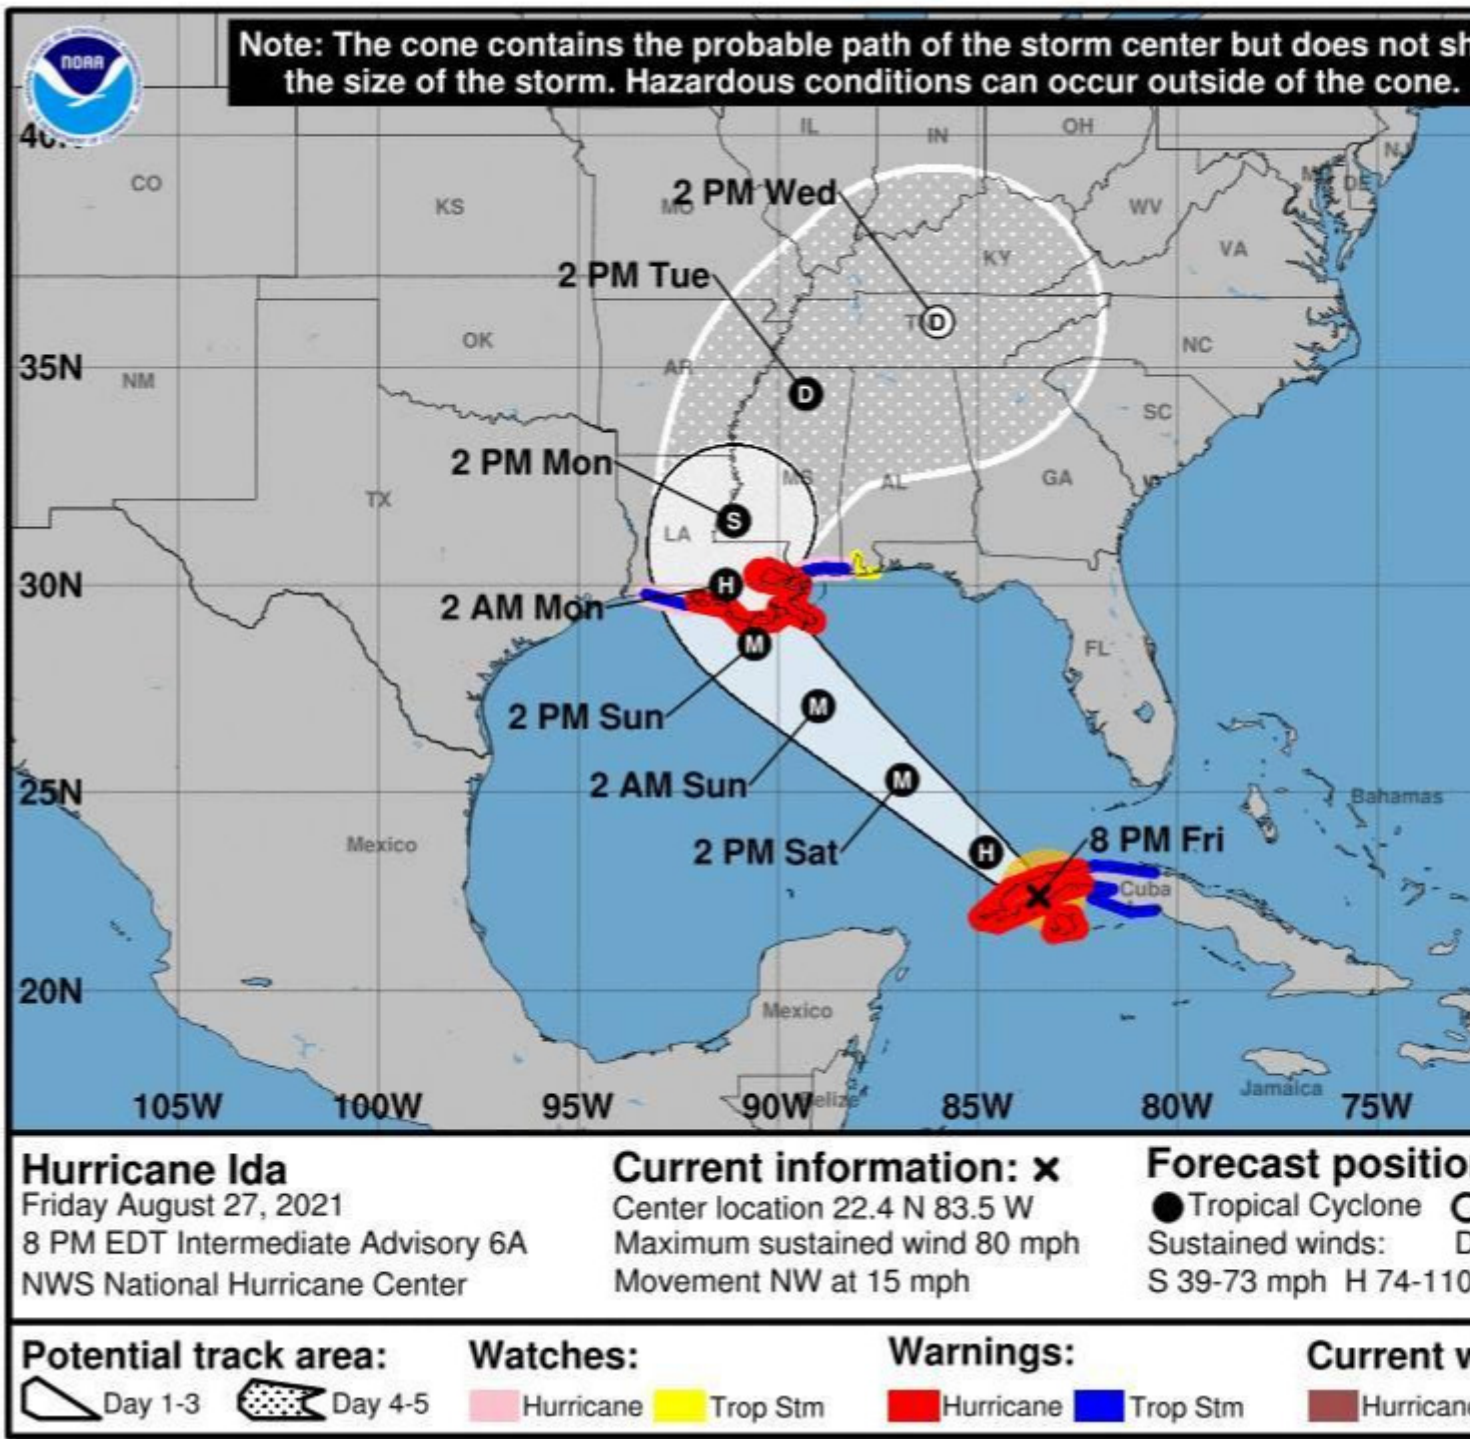 Note: The cone contains the probable path of the storm center but does not sh
the size of the storm. Hazardous conditions can occur outside of the cone.
NOAA
40N
IL
IN
OH
NJ
CO
KS
MO
2 PM Wed
WV
DE
VA
KY
2 PM Tue
OK
TN
D
NC
35N
NM
AR
D
SC
2 PM Mon
TX
MS
AL
GA
LA
S
30N
H
2 AM Mon
M
FL
2 PM Sun
M
2 AM Sun
M
25N
Bahamas
Mexico
2 PM Sat
H
8 PM Fri
Cuba
20N
Mexico
105W
100W
95W
90W
Belize
85W
80W
Jamaica
75W
Hurricane Ida
Friday August 27, 2021
8 PM EDT Intermediate Advisory 6A
NWS National Hurricane Center
Current information: x
Center location 22.4 N 83.5 W
Maximum sustained wind 80 mph
Movement NW at 15 mph
Forecast positio
Tropical Cyclone
Sustained winds: D
S 39-73 mph H 74-110
Potential track area:
Day 1-3
Day 4-5
Watches:
Hurricane
Trop Stm
Warnings:
Hurricane
Trop Stm
Current w
Hurrican